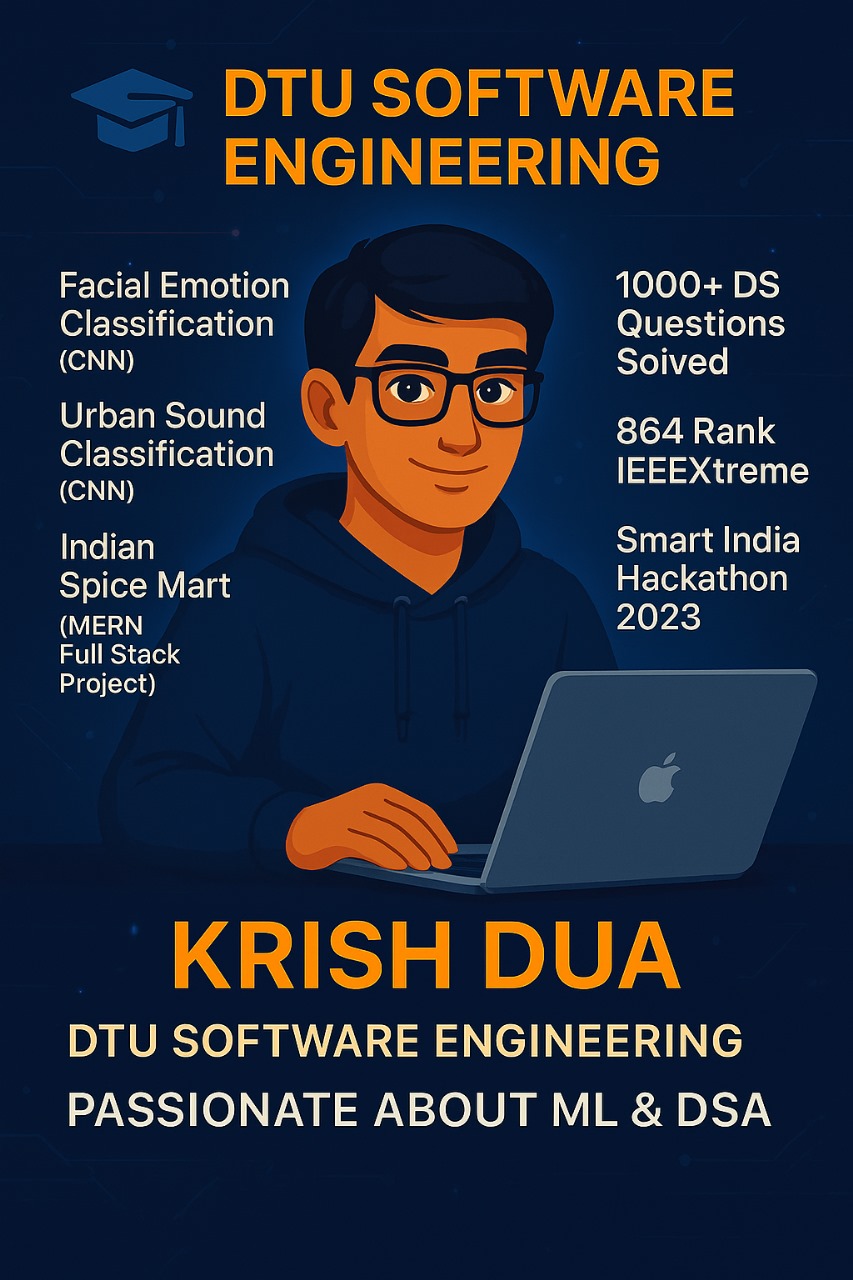 DTU SOFTWARE
ENGINEERING
Facial Emotion
Classification
(CNN)
Urban Sound
Classification
(CNN)
Indian
Spice Mart
(MERN
Full Stack
Project)
1000+ DS
Questions
Soived
864 Rank
IEEEXtreme
Smart India
Hackathon
2023
KRISH DUA
DTU SOFTWARE ENGINEERING
PASSIONATE ABOUT ML & DSA